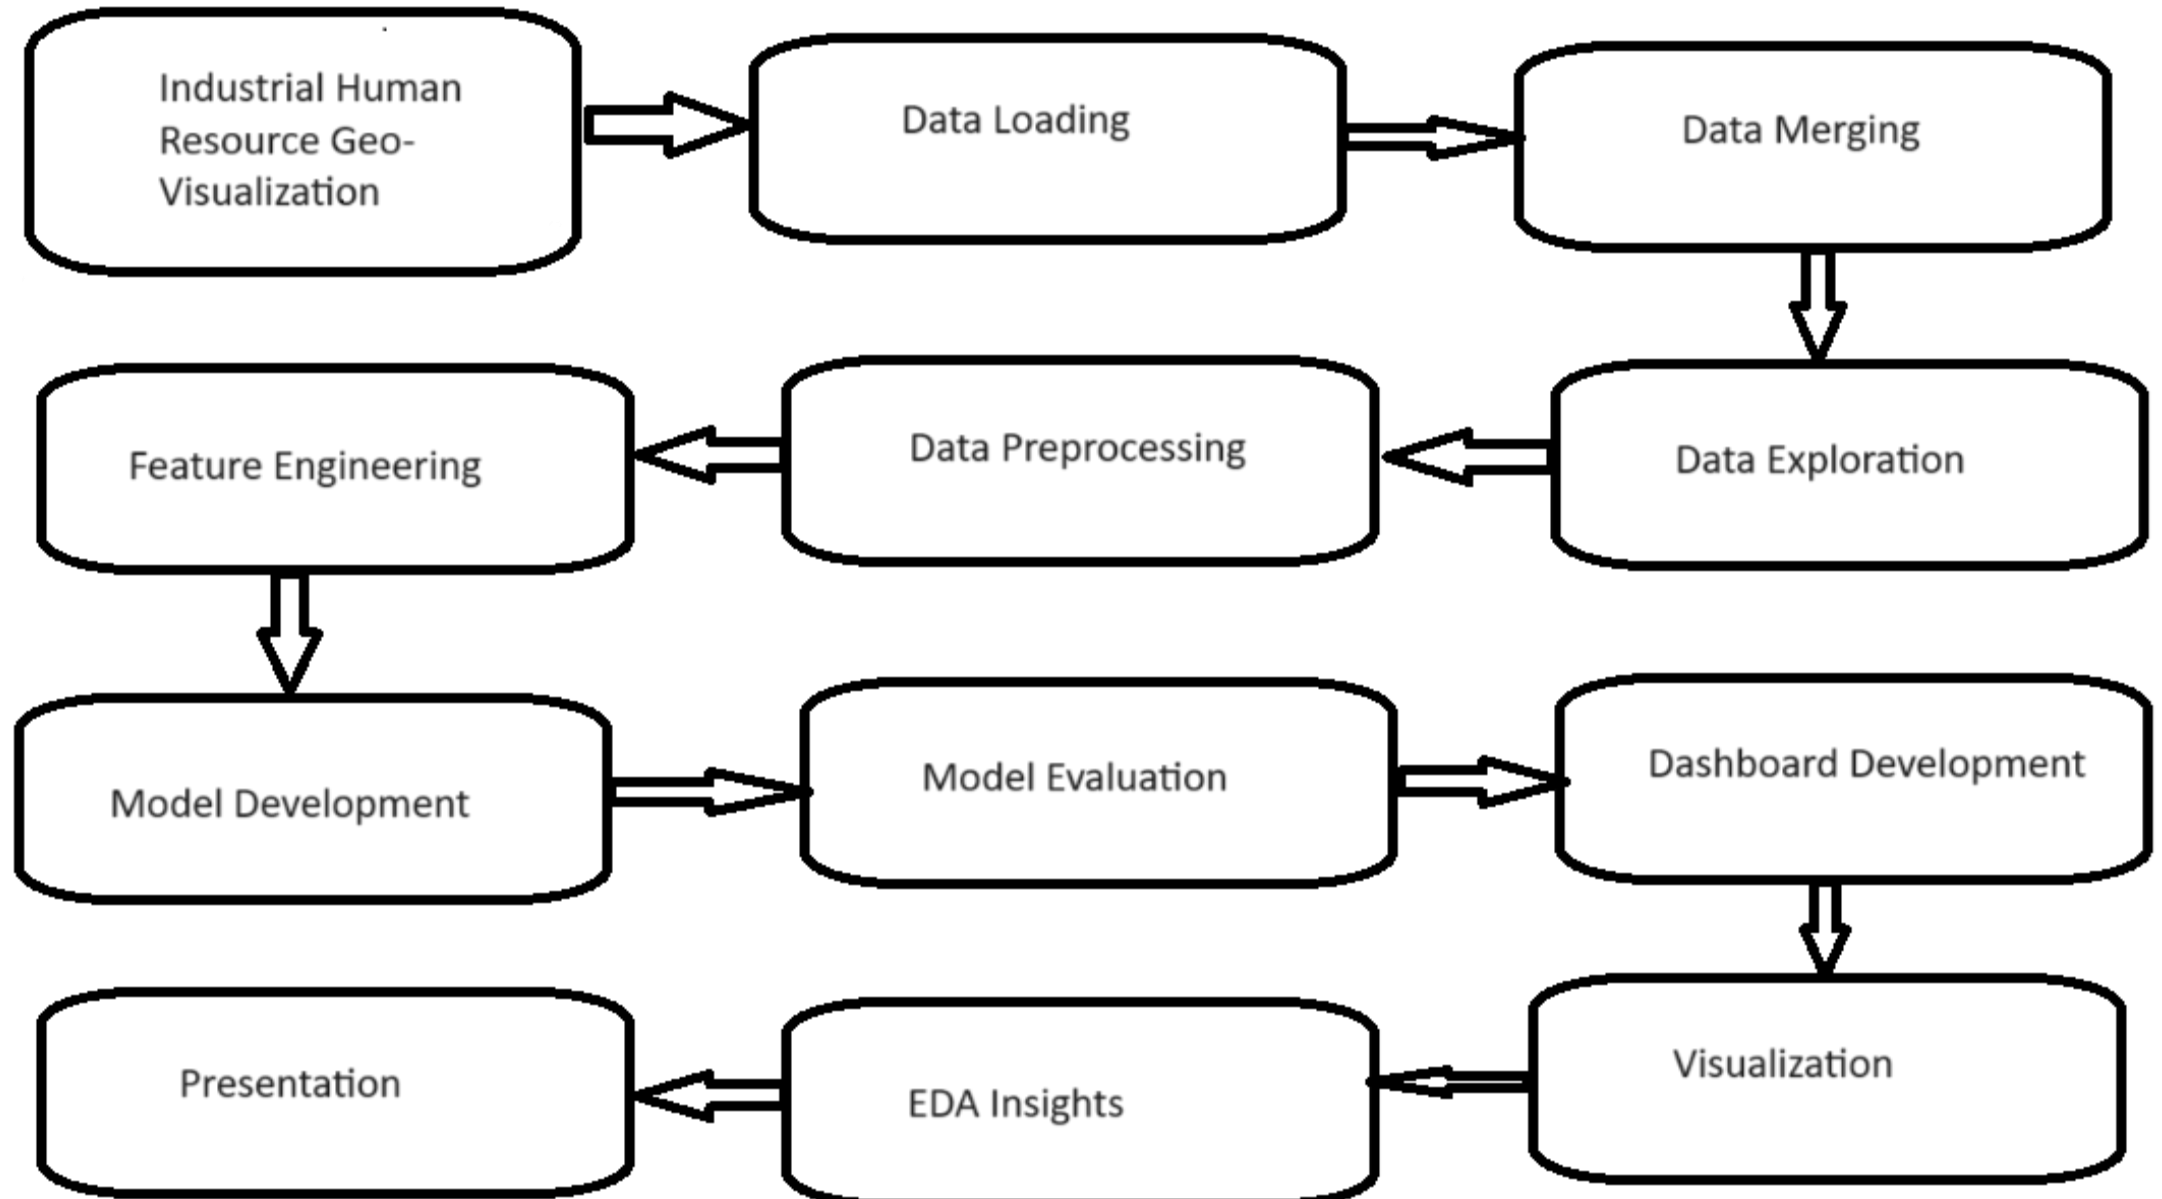 Industrial Human
Resource Geo-
Visualization
Data Loading
Data Merging
Data Exploration
Data Preprocessing
Feature Engineering
Model Development
Model Evaluation
Dashboard Development
Visualization
EDA Insights
Presentation